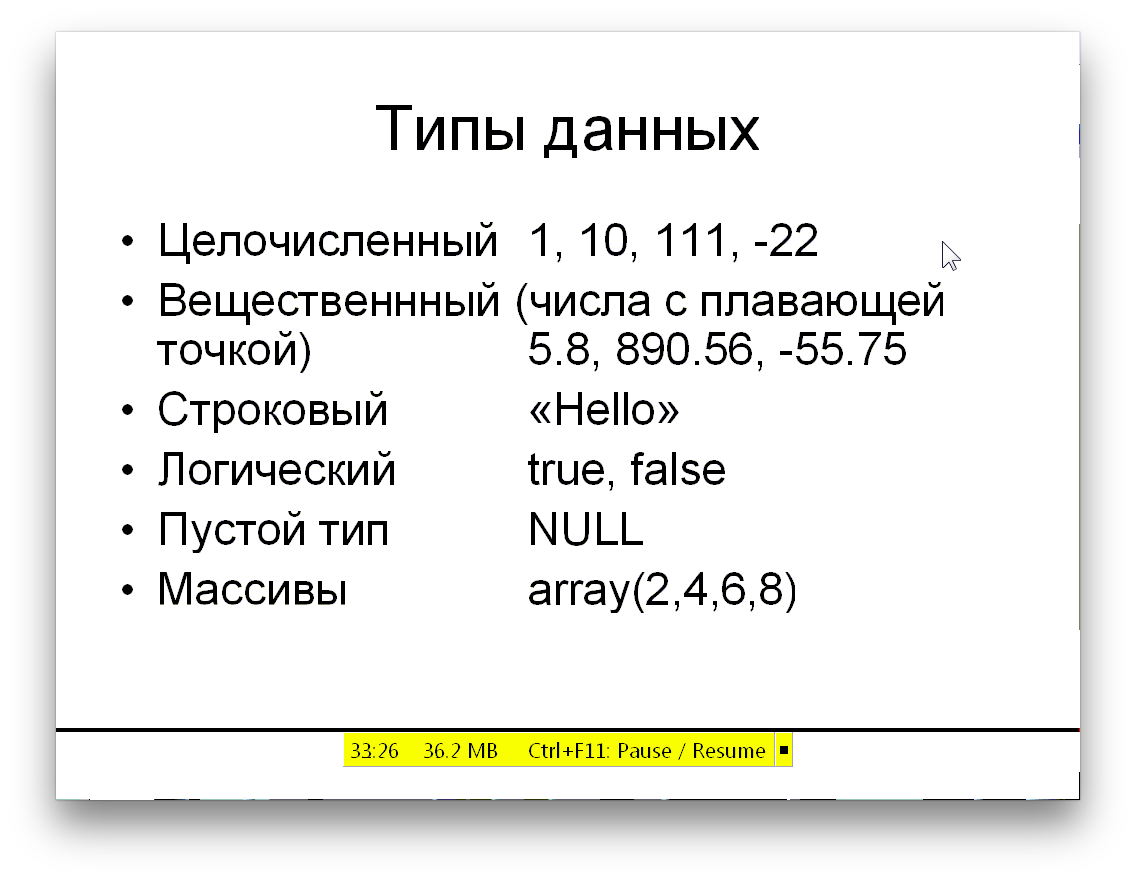 Типы данных
• Целочисленный 1, 10, 111, -22
• Вещественнный (числа с плавающей
точкой) 5.8, 890.56, -55.75
• Строковый «Hello»
• Логический true, false
• Пустой тип NULL
• Массивы array(2,4,6,8)
33:26 36.2 MB Ctrl+F11: Pause / Resume